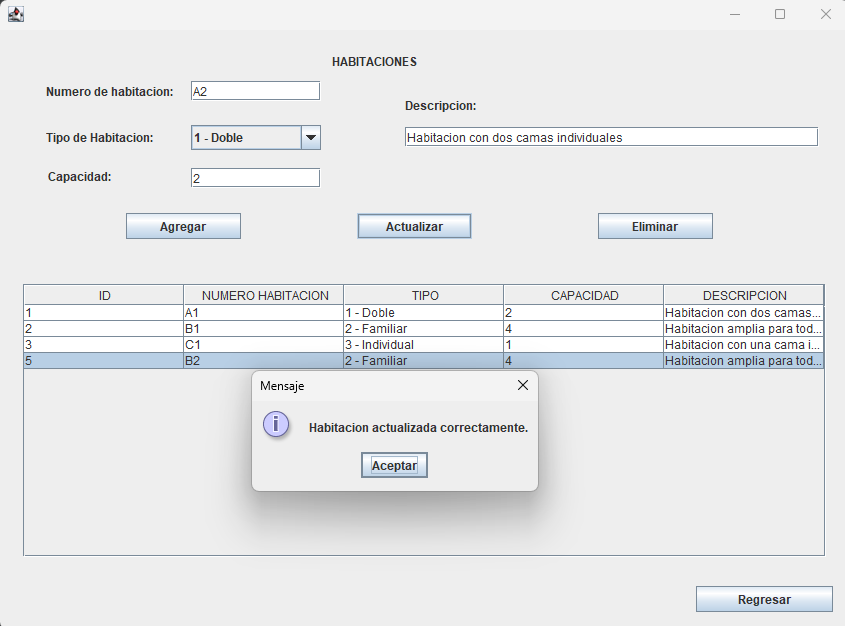 HABITACIONES
Numero de habitacion: A2
Descripcion:
Tipo de Habitacion: 1 - Doble
Habitacion con dos camas individuales
Capacidad: 2
Agregar Actualizar Eliminar
ID NUMERO HABITACION TIPO CAPACIDAD DESCRIPCION
1 A1 1 - Doble 2 Habitacion con dos camas...
2 B1 2 - Familiar 4 Habitacion amplia para tod...
3 C1 3 - Individual 1 Habitacion con una cama i...
5 B2 2 - Familiar 4 Habitacion amplia para tod...
Mensaje
Habitacion actualizada correctamente.
Aceptar
Regresar